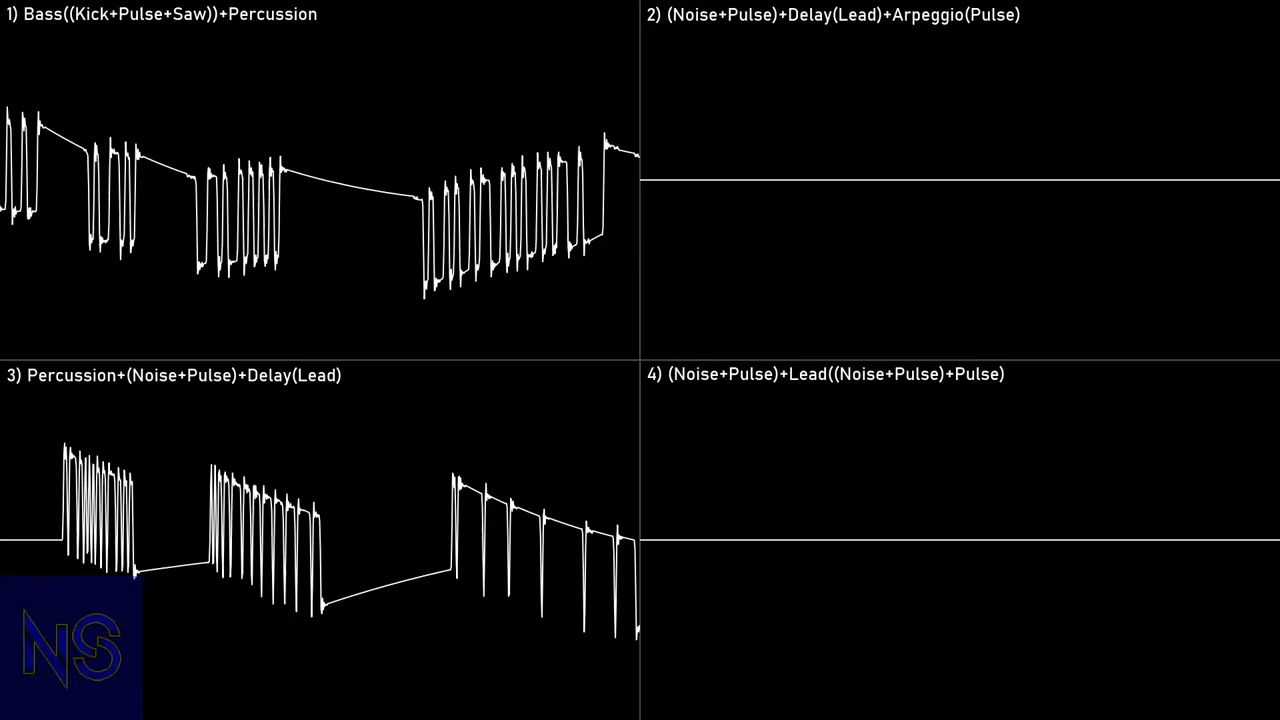 1) Bass((Kick+Pulse+Saw))+Percussion
2) (Noise+Pulse)+Delay(Lead)+Arpeggio(Pulse)
3) Percussion+(Noise+Pulse)+Delay(Lead)
4) (Noise+Pulse)+Lead((Noise+Pulse)+Pulse)
NS